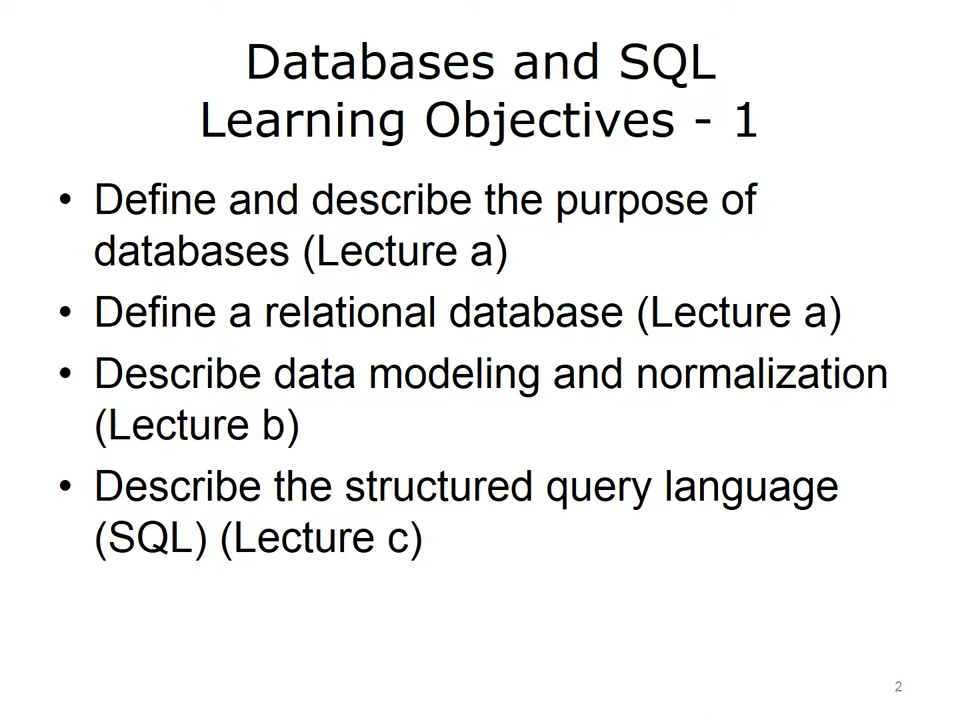 Databases and SQL
Learning Objectives - 1
• Define and describe the purpose of
databases (Lecture a)
• Define a relational database (Lecture a)
• Describe data modeling and normalization
(Lecture b)
• Describe the structured query language
(SQL) (Lecture c)
2